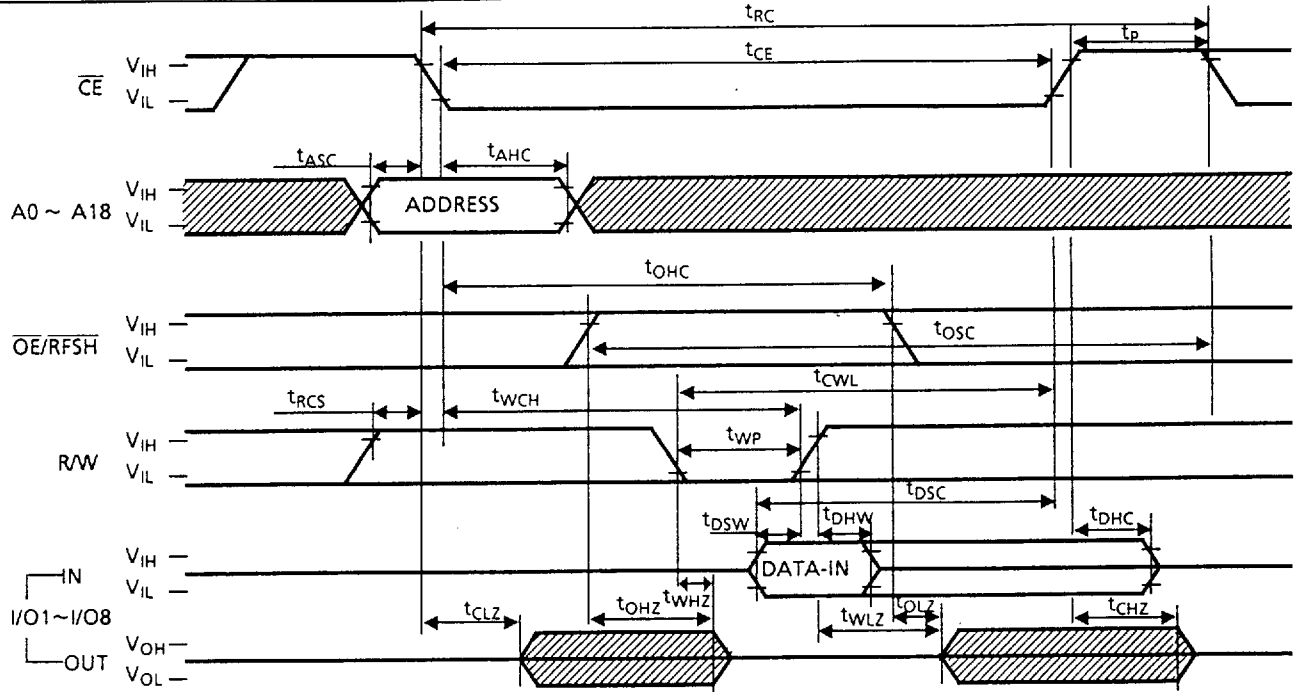 tRC
tP
tCE
CE
VIH
VIL
tASC
tAHC
A0 ~ A18
VIH
VIL
ADDRESS
tOHC
OE/RFSH
VIH
VIL
tOSC
tCWL
tRCS
tWCH
R/W
VIH
VIL
tWP
tDSC
tDSW
tDHW
tDHC
IN
VIH
VIL
DATA-IN
I/O1~I/O8
tWHZ
tOLZ
tCLZ
tOHZ
tWLZ
tCHZ
OUT
VOH
VOL